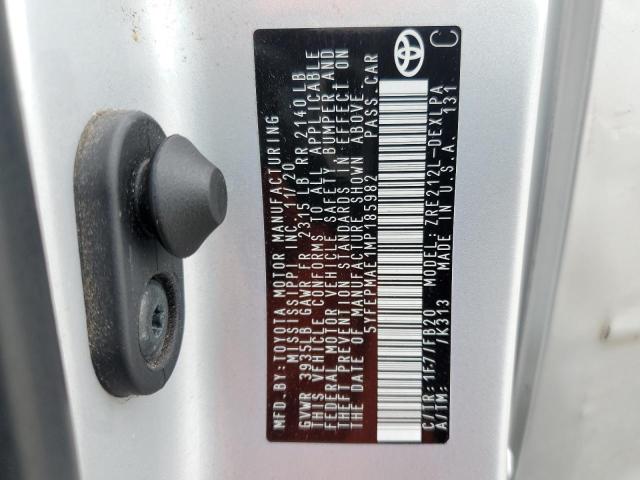 MFD.BY:TOYOTA MOTOR MANUFACTURING
MISSISSIPPI INC. 11/20
GVWR 3935LB GAWR FR 2315 LB RR 2140LB
THIS VEHICLE CONFORMS TO ALL APPLICABLE
FEDERAL MOTOR VEHICLE SAFETY BUMPER AND
THEFT PREVENTION STANDARDS IN EFFECT ON
THE DATE OF MANUFACTURE SHOWN ABOVE.
5YFEPMAE1MP185982 PASS.CAR
C/TR:1F7/FB20 MODEL:ZRE212L-DEXLPA
A/TM: /K313 MADE IN U.S.A. 131
C